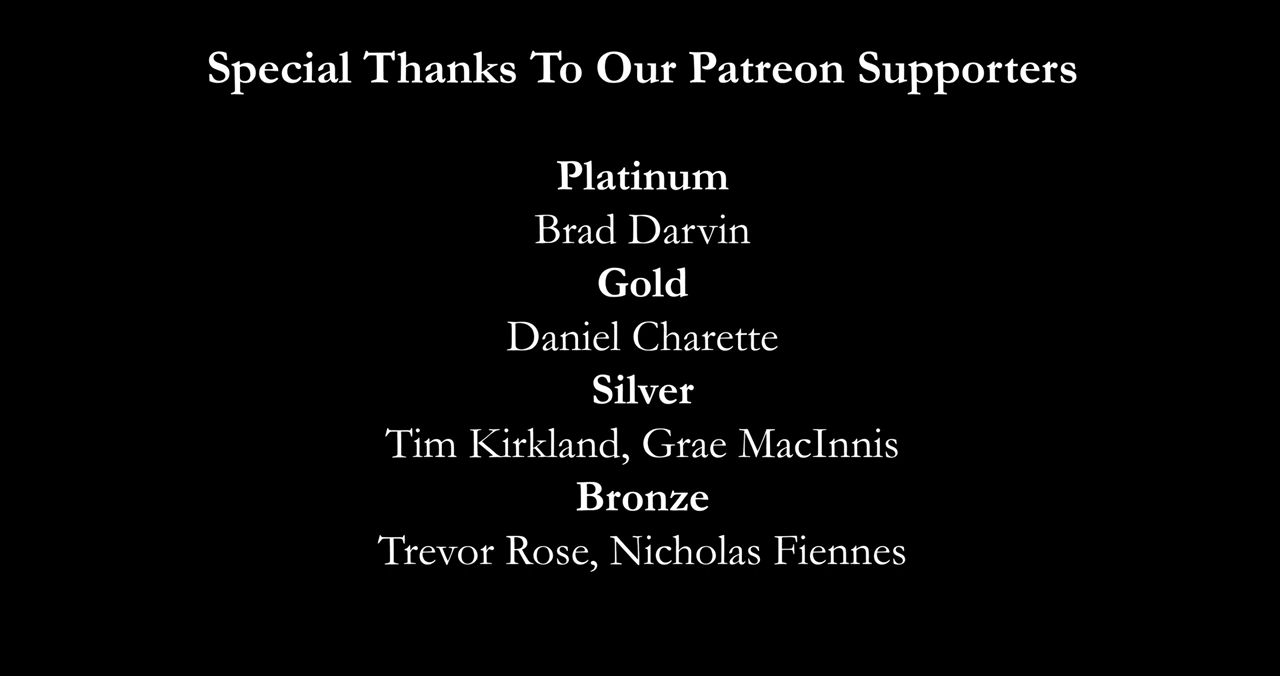 Special Thanks To Our Patreon Supporters
Platinum
Brad Darvin
Gold
Daniel Charette
Silver
Tim Kirkland, Grae MacInnis
Bronze
Trevor Rose, Nicholas Fiennes